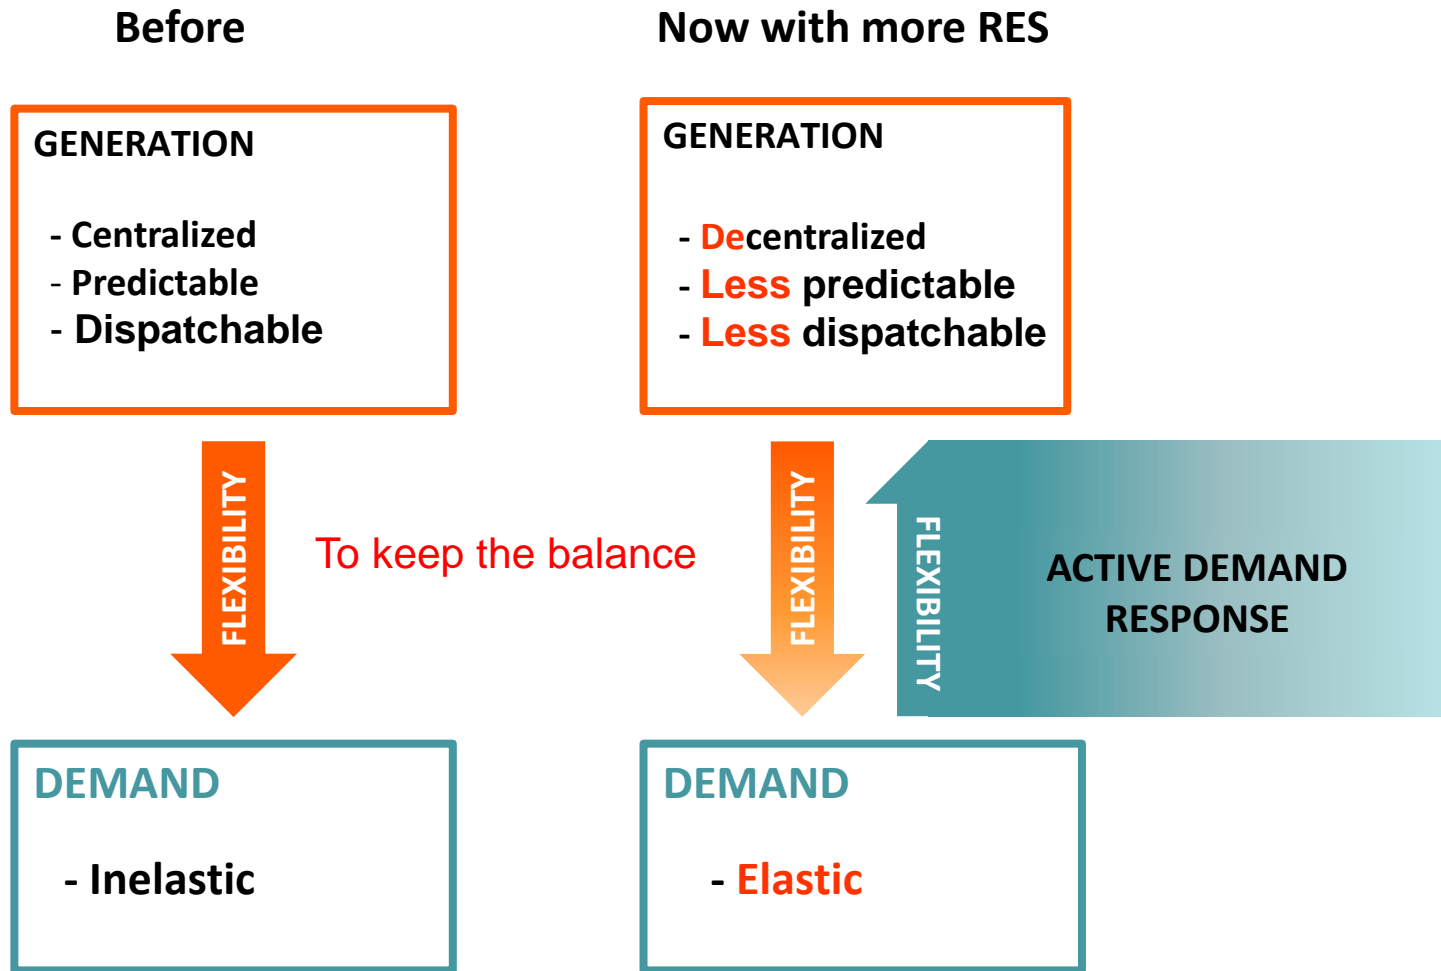 Before
Now with more RES
GENERATION
- Centralized
- Predictable
- Dispatchable
GENERATION
- Decentralized
- Less predictable
- Less dispatchable
FLEXIBILITY
To keep the balance
FLEXIBILITY
FLEXIBILITY
ACTIVE DEMAND
RESPONSE
DEMAND
- Inelastic
DEMAND
- Elastic